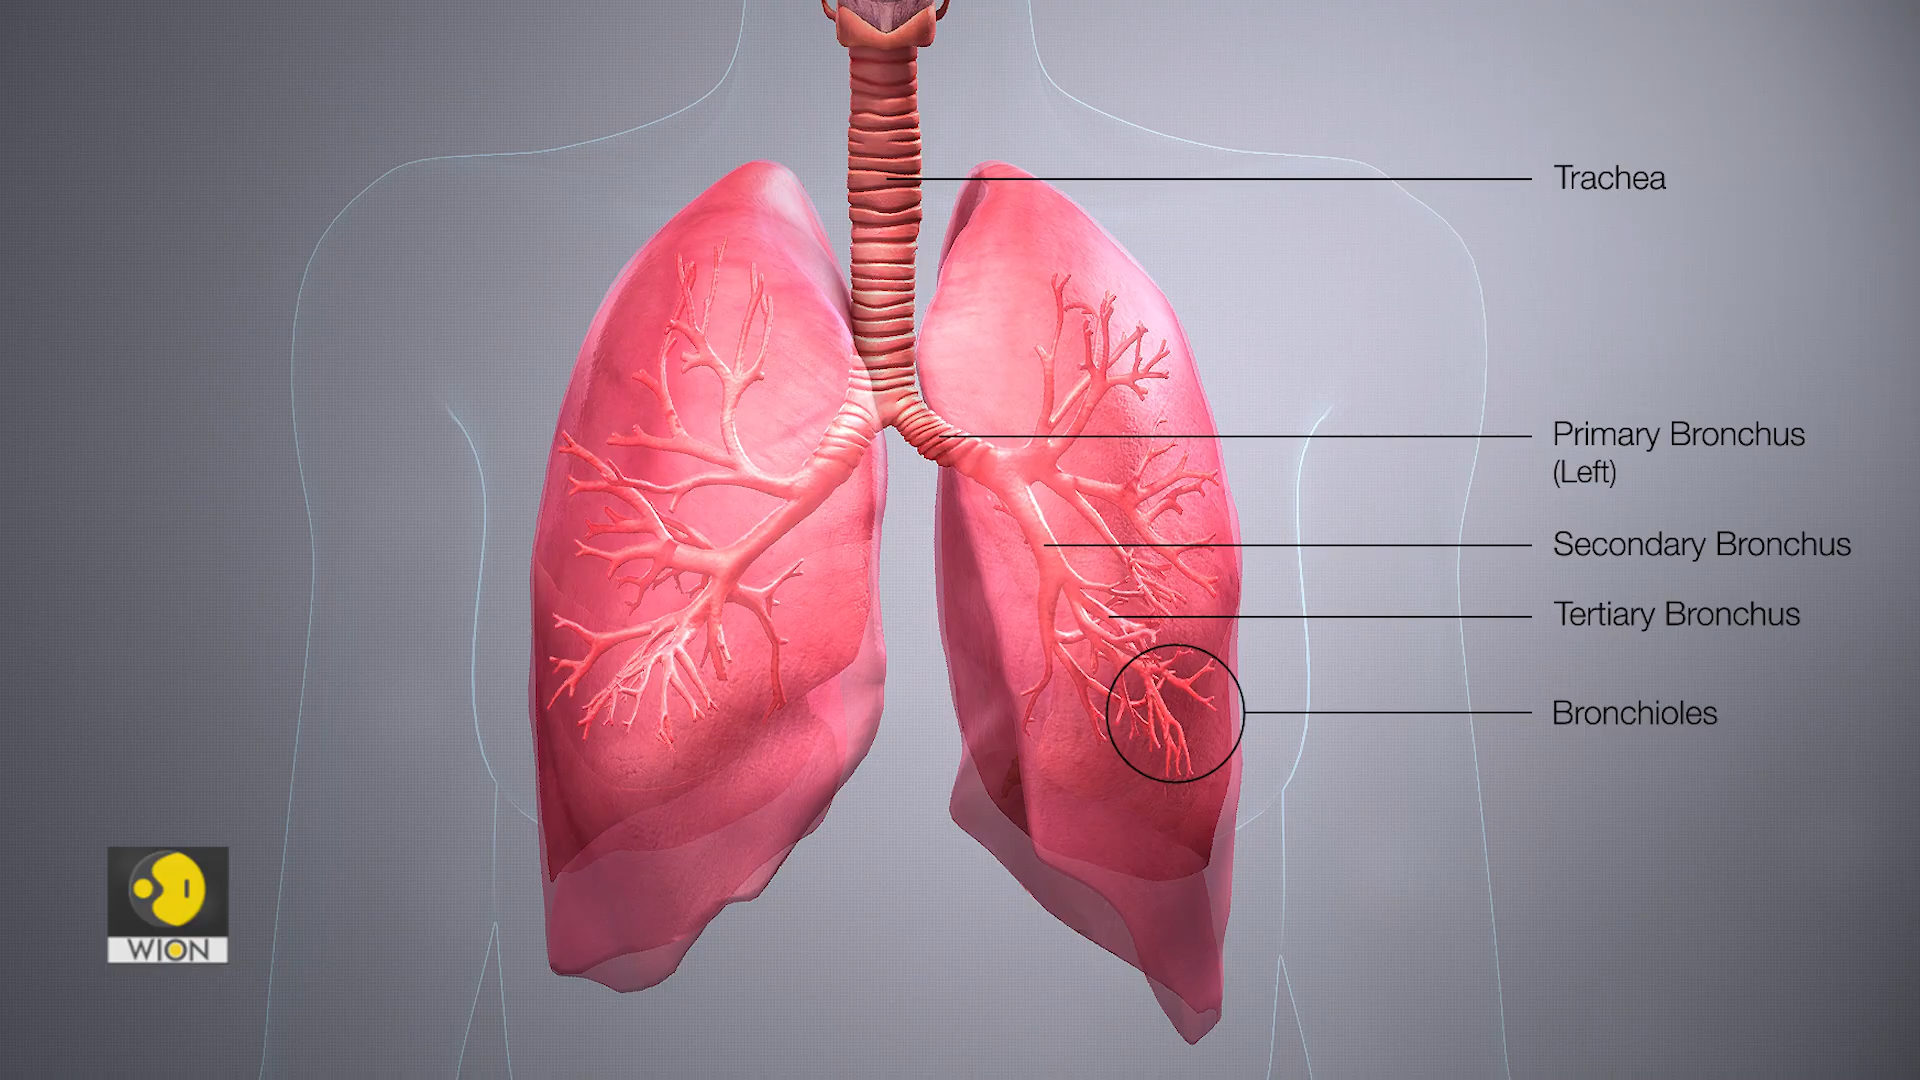 Trachea
Primary Bronchus
(Left)
Secondary Bronchus
Tertiary Bronchus
Bronchioles
WION